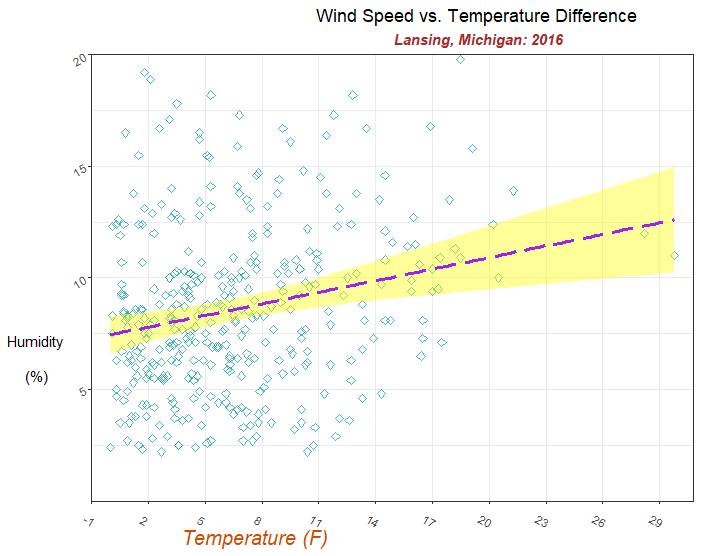 Wind Speed vs. Temperature Difference
Lansing, Michigan: 2016
20
15
10
5
Humidity
(%)
-1 2 5 8 11 14 17 20 23 26 29
Temperature (F)